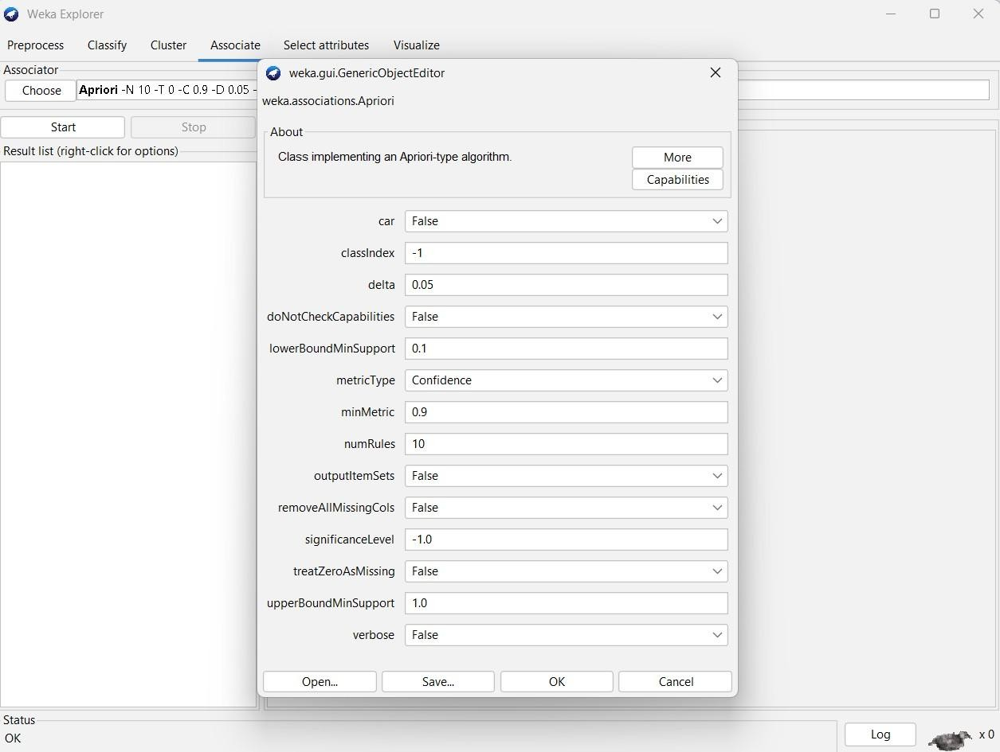 Weka Explorer
Preprocess Classify Cluster Associate Select attributes Visualize
Associator
Choose Apriori -N 10 -T 0 -C 0.9 -D 0.05 -
Start Stop
Result list (right-click for options)
weka.gui.GenericObjectEditor
weka.associations.Apriori
About
Class implementing an Apriori-type algorithm.
More
Capabilities
car False
classIndex -1
delta 0.05
doNotCheckCapabilities False
lowerBoundMinSupport 0.1
metricType Confidence
minMetric 0.9
numRules 10
outputItemSets False
removeAllMissingCols False
significanceLevel -1.0
treatZeroAsMissing False
upperBoundMinSupport 1.0
verbose False
Open... Save... OK Cancel
Status
OK
Log x 0